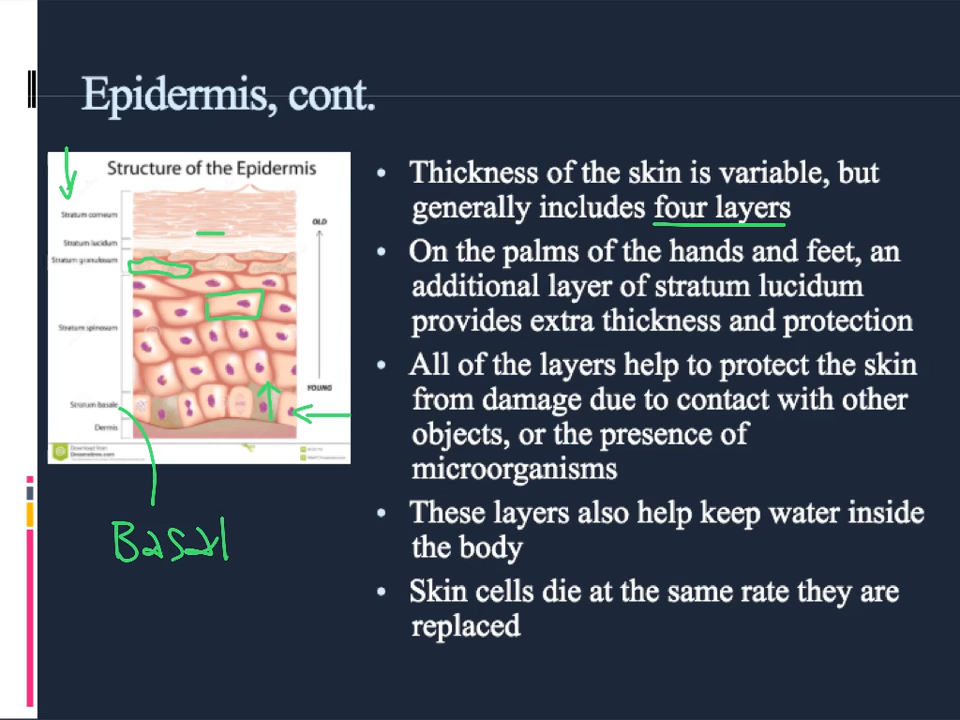 Epidermis, cont.
Structure of the Epidermis
Stratum corneum
Stratum lucidum
Stratum granulosum
Stratum spinosum
Stratum basale
Dermis
OLD
YOUNG
Download from
Dreamstime.com
Basal
• Thickness of the skin is variable, but
generally includes four layers
• On the palms of the hands and feet, an
additional layer of stratum lucidum
provides extra thickness and protection
• All of the layers help to protect the skin
from damage due to contact with other
objects, or the presence of
microorganisms
• These layers also help keep water inside
the body
• Skin cells die at the same rate they are
replaced